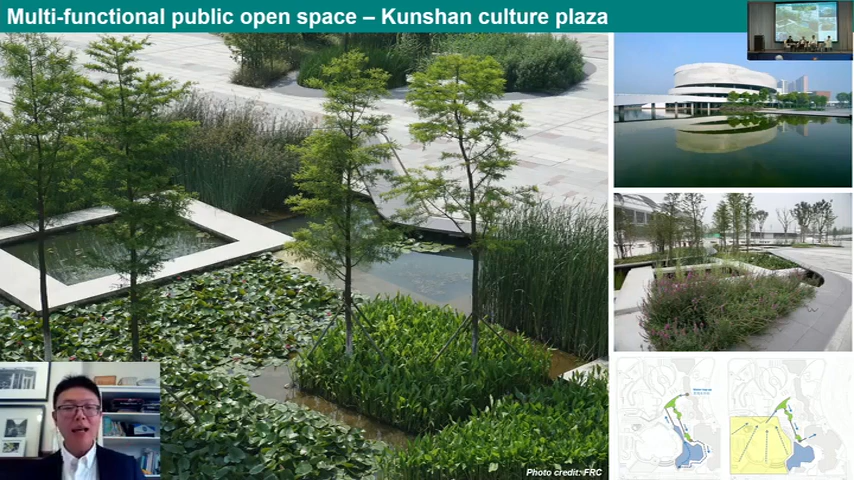 Multi-functional public open space – Kunshan culture plaza
Photo credit: FRC